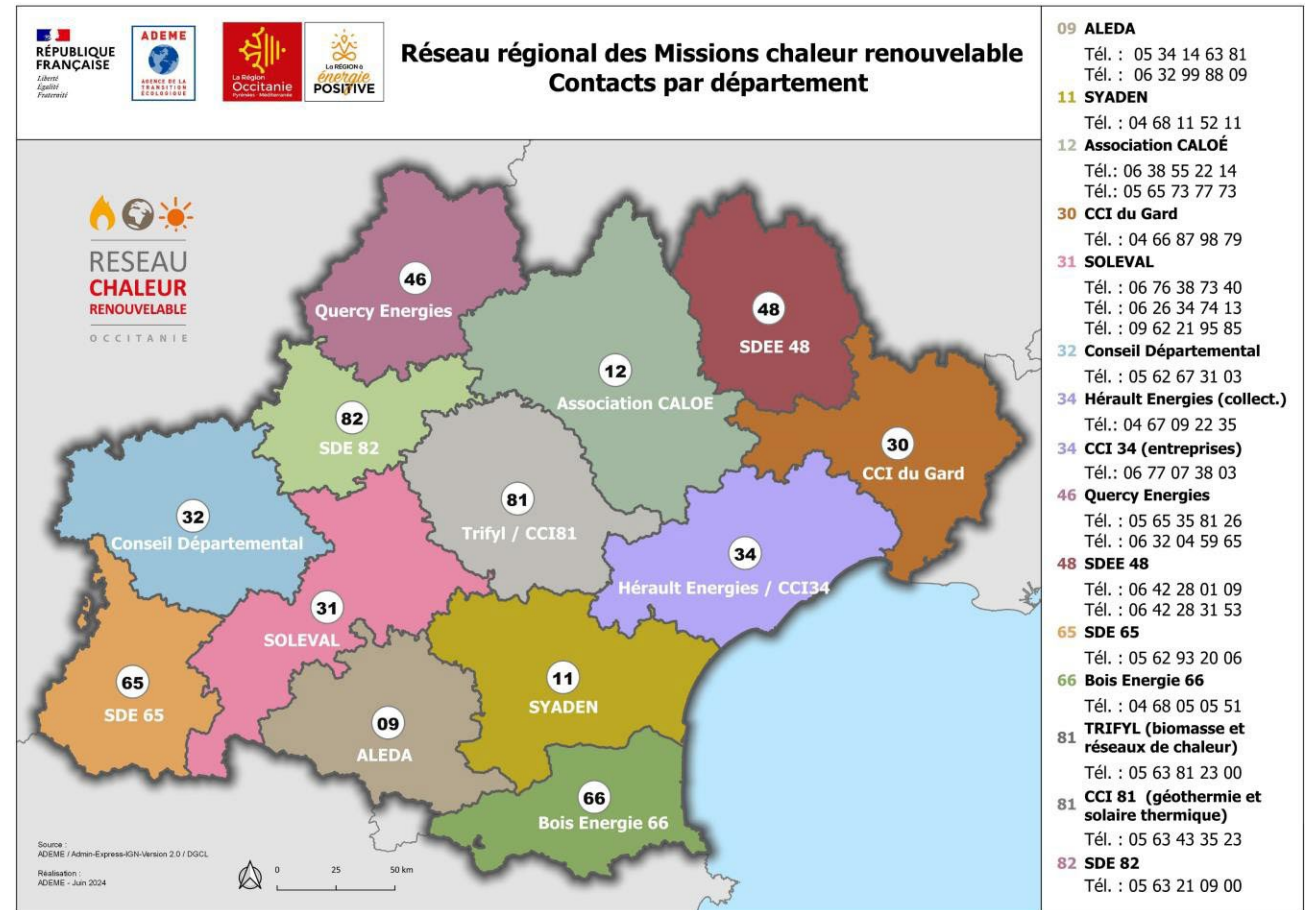 RÉPUBLIQUE
FRANÇAISE
Liberté
Égalité
Fraternité
ADEME
AGENCE DE LA
TRANSITION
ÉCOLOGIQUE
La Région
Occitanie
Pyrénées - Méditerranée
La RÉGION à
énergie
POSITIVE
Réseau régional des Missions chaleur renouvelable
Contacts par département
RESEAU
CHALEUR
RENOUVELABLE
OCCITANIE
46
Quercy Energies
48
SDEE 48
12
Association CALOE
82
SDE 82
30
CCI du Gard
81
Trifyl / CCI81
32
Conseil Départemental
34
Hérault Energies / CCI34
31
SOLEVAL
65
SDE 65
11
SYADEN
09
ALEDA
66
Bois Energie 66
Source :
ADEME / Admin-Express-IGN-Version 2.0 / DGCL
Réalisation :
ADEME - Juin 2024
0 25 50 km
09 ALEDA
Tél. : 05 34 14 63 81
Tél. : 06 32 99 88 09
11 SYADEN
Tél. : 04 68 11 52 11
12 Association CALOÉ
Tél.: 06 38 55 22 14
Tél.: 05 65 73 77 73
30 CCI du Gard
Tél. : 04 66 87 98 79
31 SOLEVAL
Tél. : 06 76 38 73 40
Tél. : 06 26 34 74 13
Tél. : 09 62 21 95 85
32 Conseil Départemental
Tél. : 05 62 67 31 03
34 Hérault Energies (collect.)
Tél.: 04 67 09 22 35
34 CCI 34 (entreprises)
Tél.: 06 77 07 38 03
46 Quercy Energies
Tél. : 05 65 35 81 26
Tél. : 06 32 04 59 65
48 SDEE 48
Tél. : 06 42 28 01 09
Tél. : 06 42 28 31 53
65 SDE 65
Tél. : 05 62 93 20 06
66 Bois Energie 66
Tél. : 04 68 05 05 51
81 TRIFYL (biomasse et
réseaux de chaleur)
Tél. : 05 63 81 23 00
81 CCI 81 (géothermie et
solaire thermique)
Tél. : 05 63 43 35 23
82 SDE 82
Tél. : 05 63 21 09 00